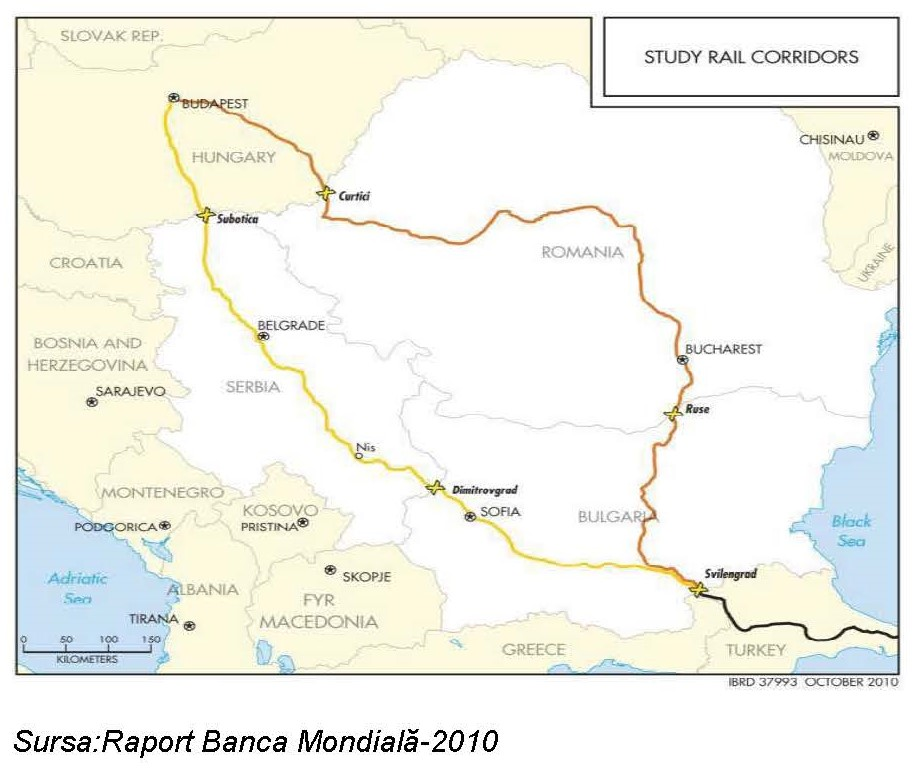 SLOVAK REP.
STUDY RAIL CORRIDORS
BUDAPEST
CHISINAU
MOLDOVA
HUNGARY
Curtici
Subotica
ROMANIA
UKRAINE
CROATIA
BELGRADE
BOSNIA AND
HERZEGOVINA
BUCHAREST
SERBIA
SARAJEVO
Ruse
Nis
Dimitrovgrad
MONTENEGRO
KOSOVO
SOFIA
BULGARIA
PODGORICA
PRISTINA
Black
Sea
Adriatic
Sea
ALBANIA
SKOPJE
Svilengrad
FYR
MACEDONIA
TIRANA
0 50 100 150
KILOMETERS
GREECE
TURKEY
IBRD 37993 OCTOBER 2010
Sursa:Raport Banca Mondială-2010